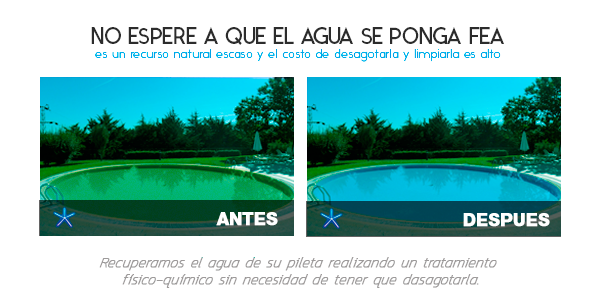 NO ESPERE A QUE EL AGUA SE PONGA FEA
es un recurso natural escaso y el costo de desagotarla y limpiarla es alto
ANTES
DESPUES
Recuperamos el agua de su pileta realizando un tratamiento
físico-químico sin necesidad de tener que dasagotarla.